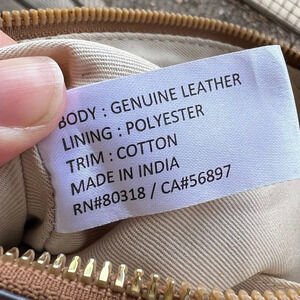 BODY : GENUINE LEATHER
LINING : POLYESTER
TRIM : COTTON
MADE IN INDIA
RN#80318 / CA#56897